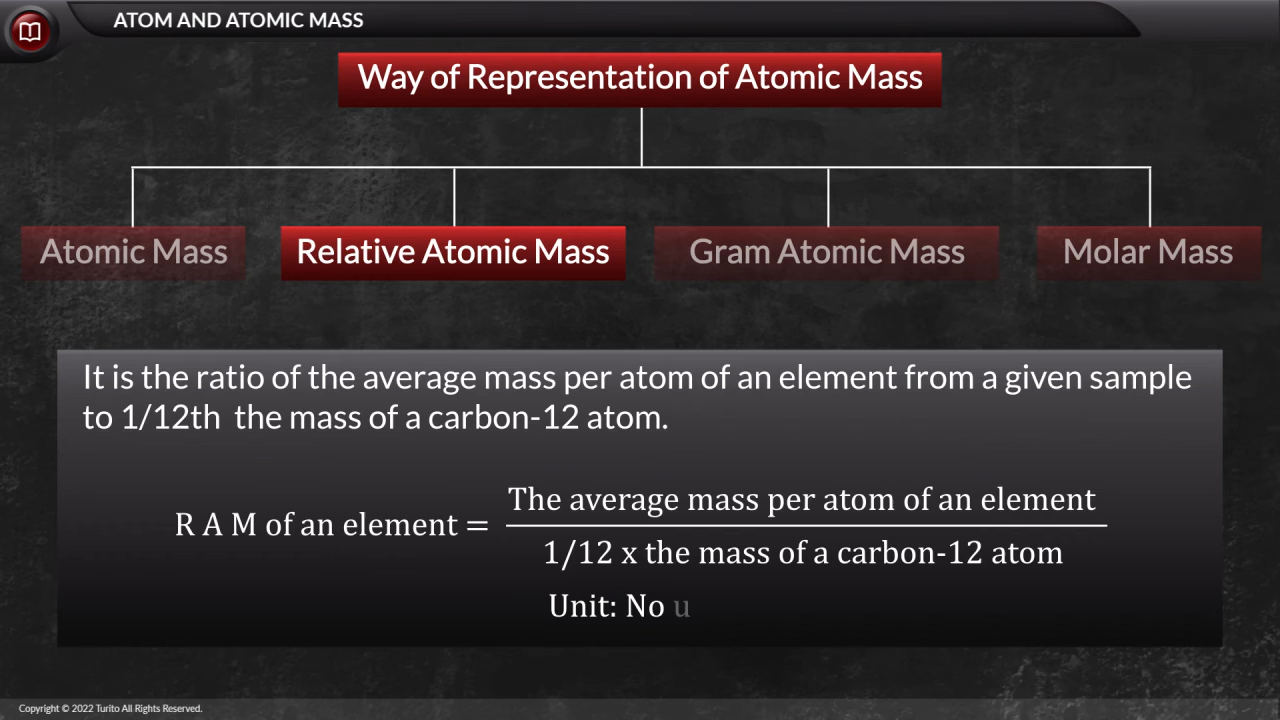 ATOM AND ATOMIC MASS
Way of Representation of Atomic Mass
Atomic Mass
Relative Atomic Mass
Gram Atomic Mass
Molar Mass
It is the ratio of the average mass per atom of an element from a given sample
to 1/12th the mass of a carbon-12 atom.
The average mass per atom of an element
R A M of an element =
1/12 x the mass of a carbon-12 atom
Unit: No u
Copyright © 2022 Turito All Rights Reserved.